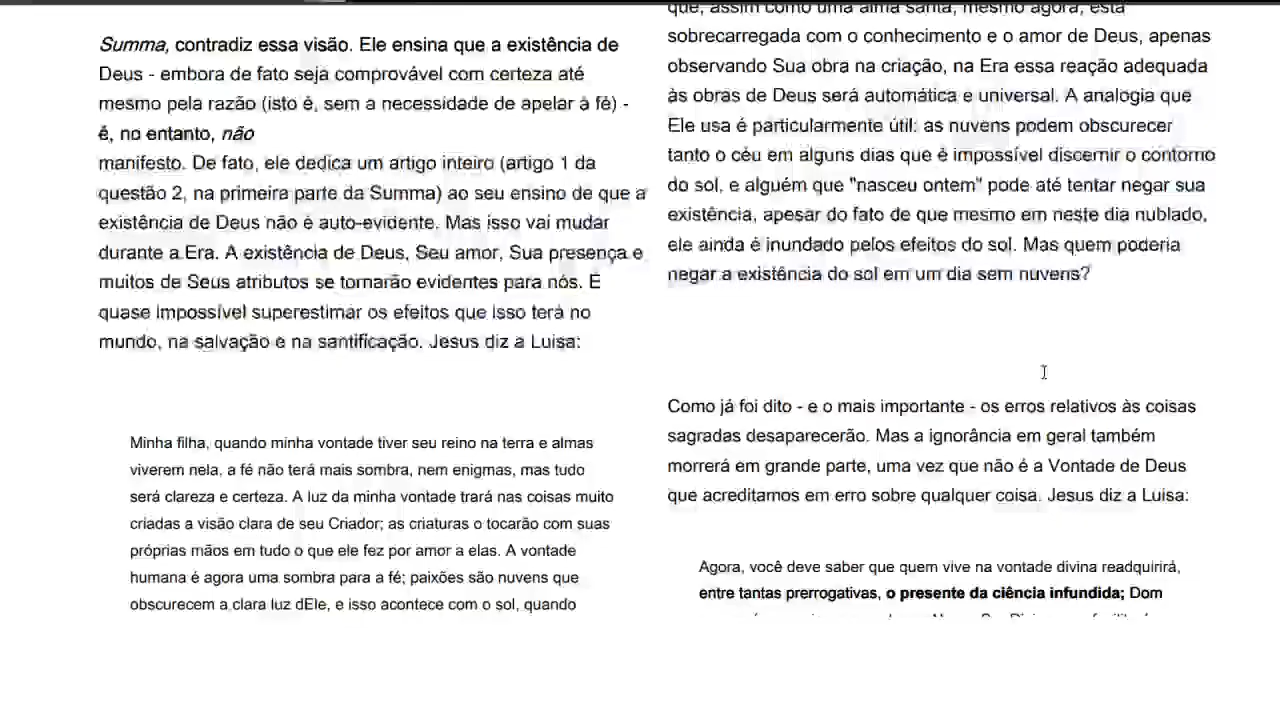 Summa, contradiz essa visão. Ele ensina que a existência de
Deus - embora de fato seja comprovável com certeza até
mesmo pela razão (isto é, sem a necessidade de apelar à fé) -
é, no entanto, não
manifesto. De fato, ele dedica um artigo inteiro (artigo 1 da
questão 2, na primeira parte da Summa) ao seu ensino de que a
existência de Deus não é auto-evidente. Mas isso vai mudar
durante a Era. A existência de Deus, Seu amor, Sua presença e
muitos de Seus atributos se tornarão evidentes para nós. É
quase impossível superestimar os efeitos que isso terá no
mundo, na salvação e na santificação. Jesus diz a Luisa:
Minha filha, quando minha vontade tiver seu reino na terra e almas
viverem nela, a fé não terá mais sombra, nem enigmas, mas tudo
será clareza e certeza. A luz da minha vontade trará nas coisas muito
criadas a visão clara de seu Criador; as criaturas o tocarão com suas
próprias mãos em tudo o que ele fez por amor a elas. A vontade
humana é agora uma sombra para a fé; paixões são nuvens que
obscurecem a clara luz dEle, e isso acontece com o sol, quando
que, assim como uma alma santa, mesmo agora, está
sobrecarregada com o conhecimento e o amor de Deus, apenas
observando Sua obra na criação, na Era essa reação adequada
às obras de Deus será automática e universal. A analogia que
Ele usa é particularmente útil: as nuvens podem obscurecer
tanto o céu em alguns dias que é impossível discernir o contorno
do sol, e alguém que "nasceu ontem" pode até tentar negar sua
existência, apesar do fato de que mesmo em neste dia nublado,
ele ainda é inundado pelos efeitos do sol. Mas quem poderia
negar a existência do sol em um dia sem nuvens?
Como já foi dito - e o mais importante - os erros relativos às coisas
sagradas desaparecerão. Mas a ignorância em geral também
morrerá em grande parte, uma vez que não é a Vontade de Deus
que acreditamos em erro sobre qualquer coisa. Jesus diz a Luisa:
Agora, você deve saber que quem vive na vontade divina readquirirá,
entre tantas prerrogativas, o presente da ciência infundida; Dom